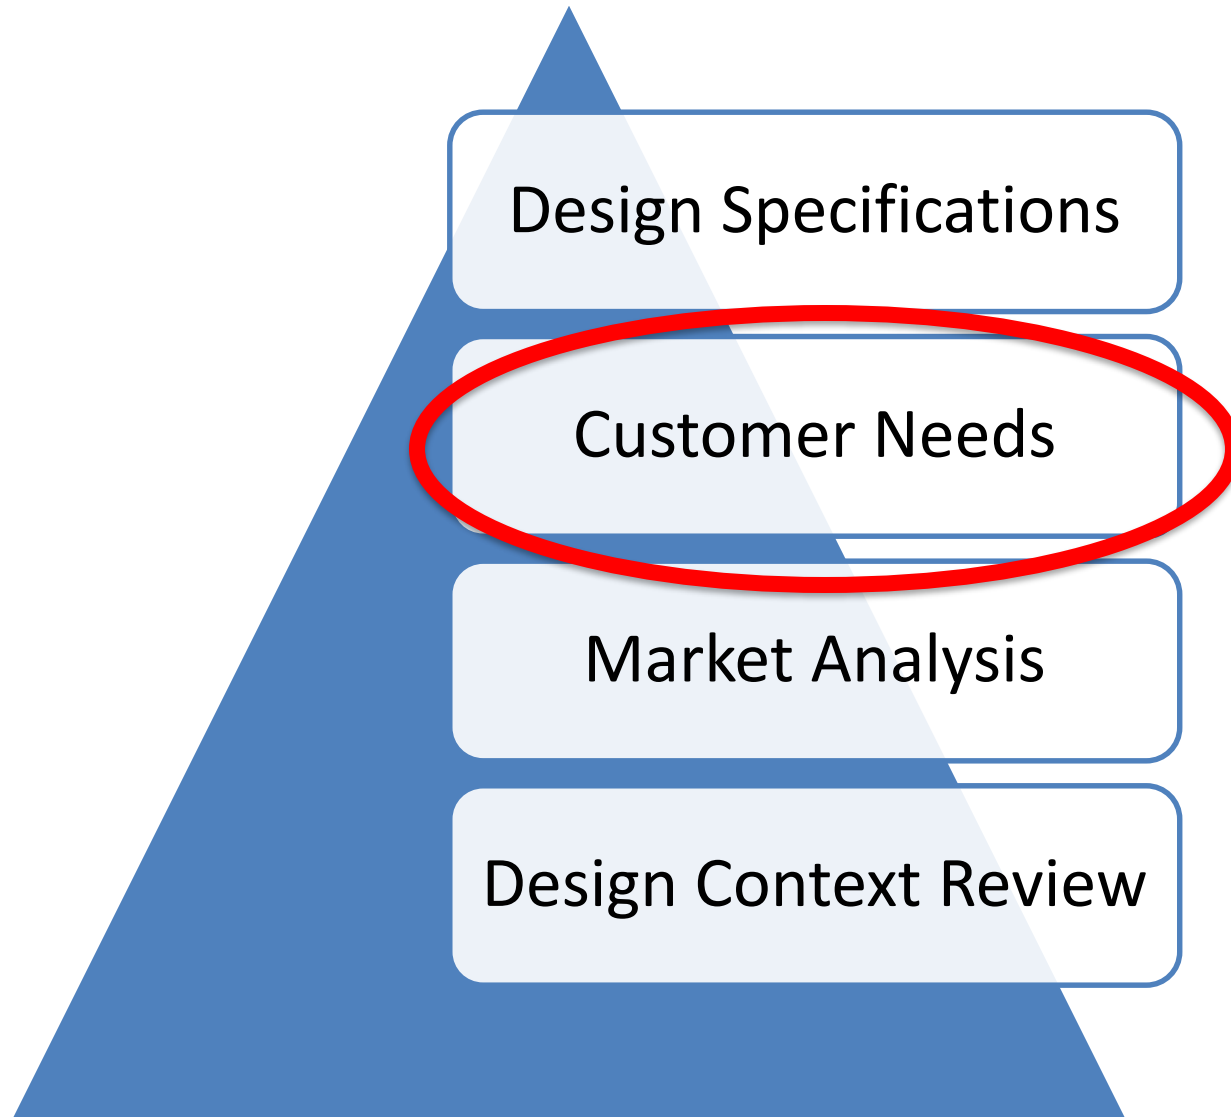 Design Specifications
Customer Needs
Market Analysis
Design Context Review